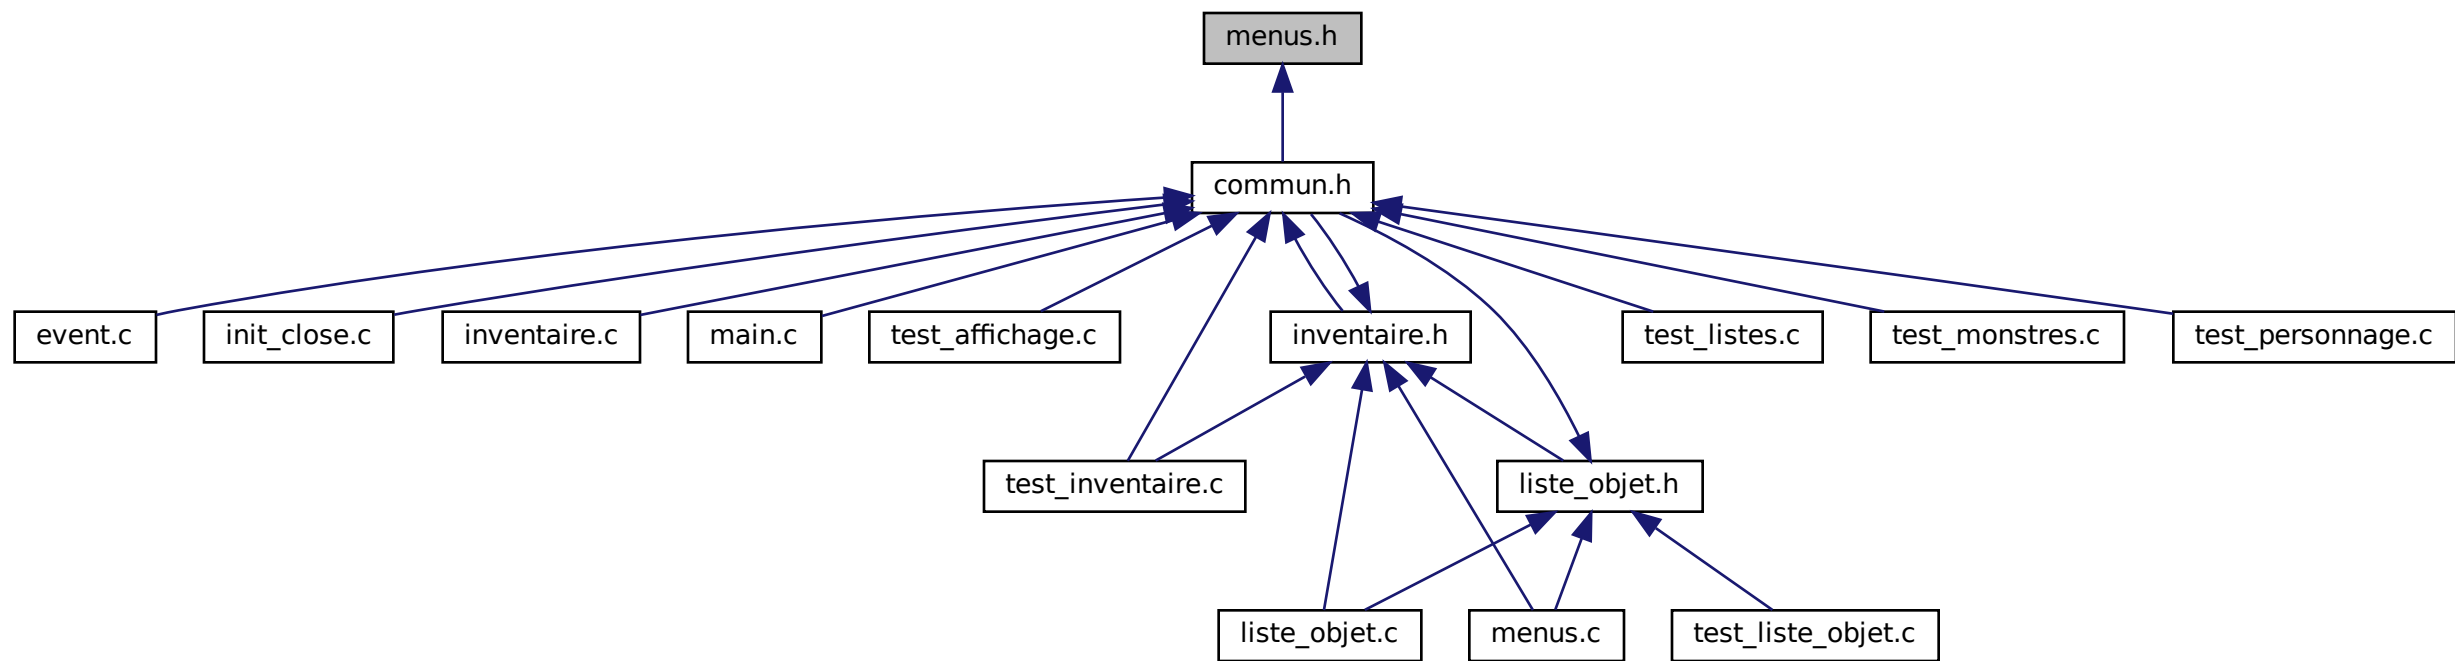 menus.h
commun.h
event.c
init_close.c
inventaire.c
main.c
test_affichage.c
inventaire.h
test_listes.c
test_monstres.c
test_personnage.c
test_inventaire.c
liste_objet.h
liste_objet.c
menus.c
test_liste_objet.c